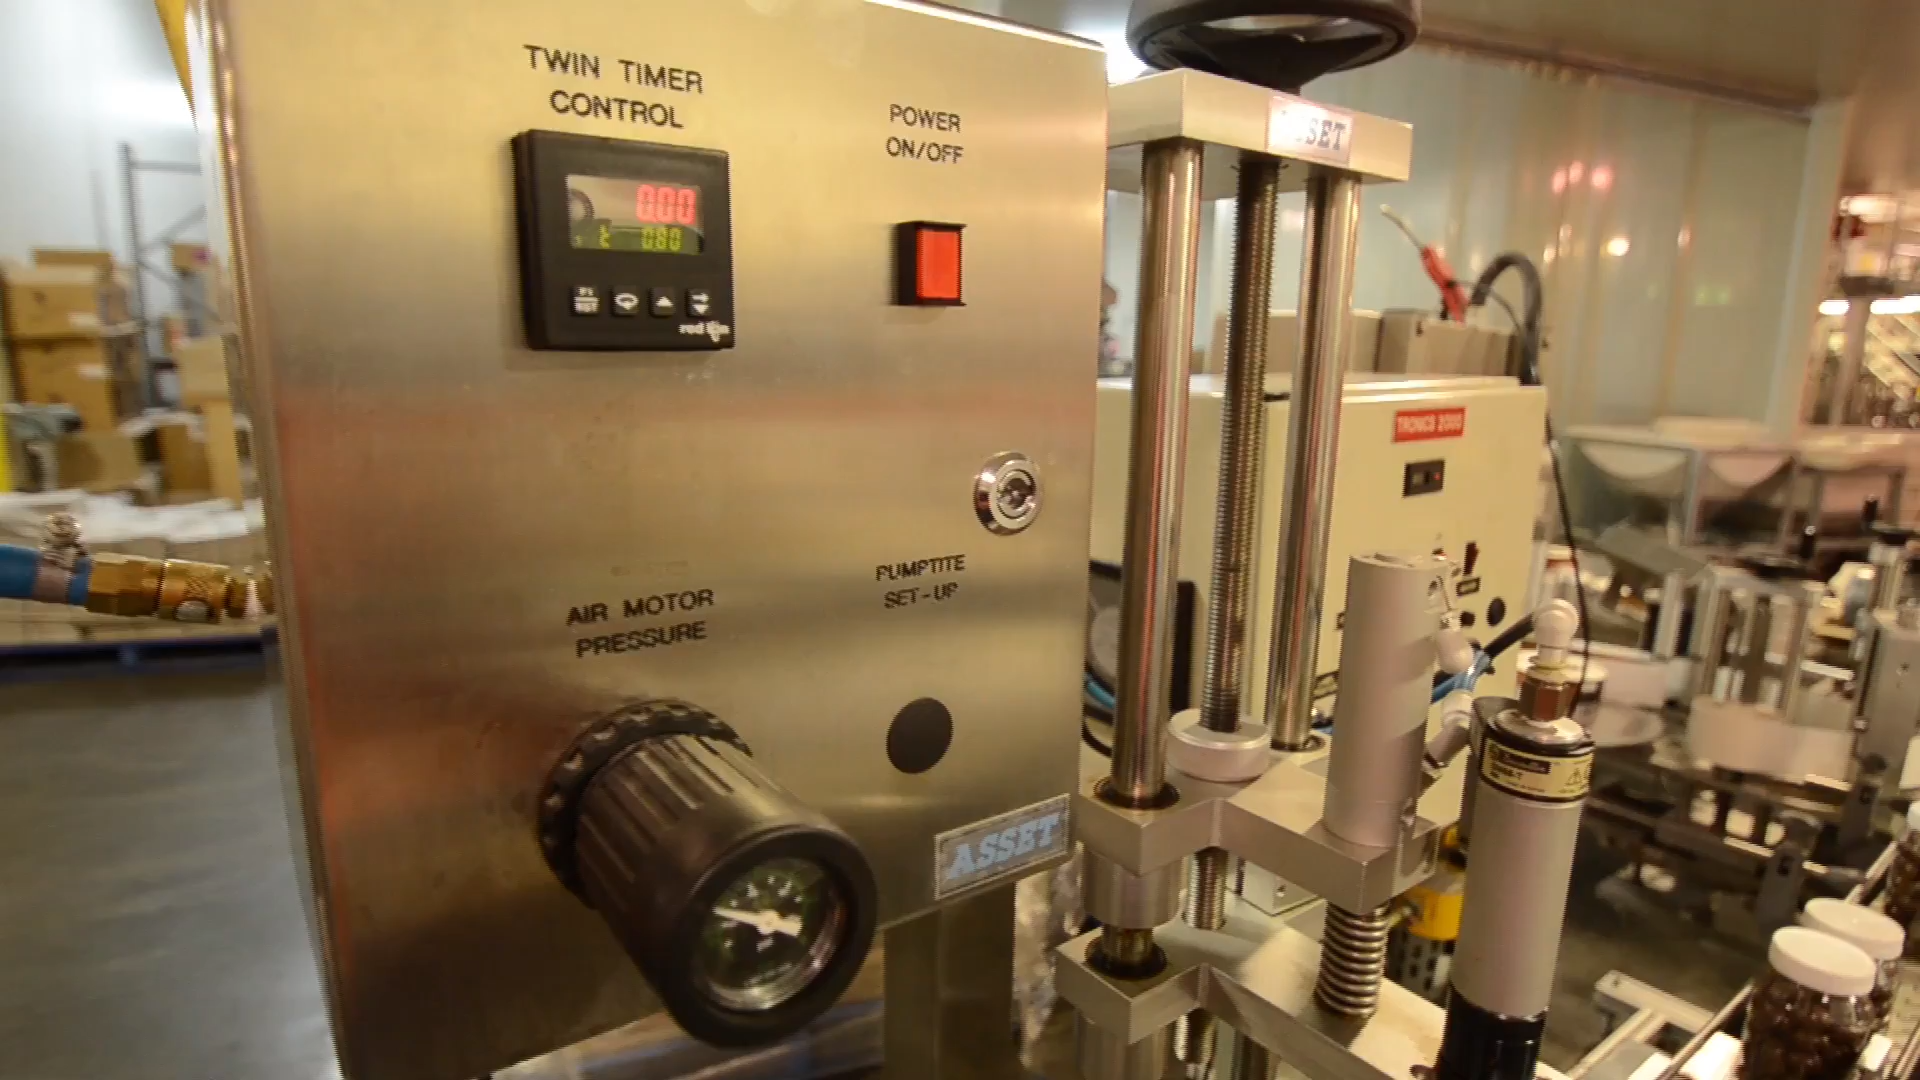 TWIN TIMER
CONTROL
POWER
ON/OFF
0.00
0.80
red lion
AIR MOTOR
PRESSURE
PUMPTITE
SET-UP
ASSET
TRONICS 2000